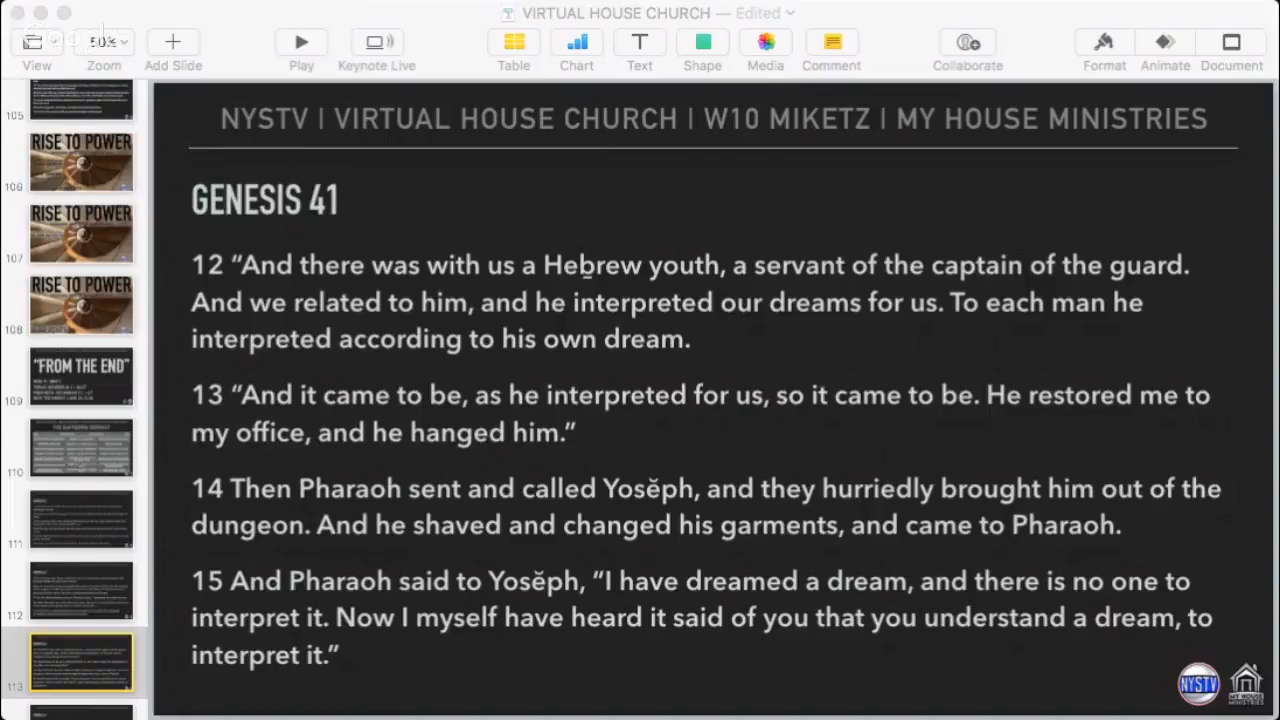 VIRTUAL HOUSE CHURCH — Edited
50%
View
Zoom
Add Slide
Play
Keynote Live
Table
Chart
Text
Shape
Media
Comment
Collaborate
Format
Animate
Document
105
RISE TO POWER
106
RISE TO POWER
107
RISE TO POWER
108
"FROM THE END"
109
110
111
112
113
NYSTV VIRTUAL HOUSE CHURCH | W10 MIKETZ | MY HOUSE MINISTRIES
GENESIS 41
12 “And there was with us a Hebrew youth, a servant of the captain of the guard.
And we related to him, and he interpreted our dreams for us. To each man he
interpreted according to his own dream.
13 “And it came to be, as he interpreted for us, so it came to be. He restored me to
my office, and he hanged him.”
14 Then Pharaoh sent and called Yosĕph, and they hurriedly brought him out of the
dungeon. And he shaved and changed his garments, and came to Pharaoh.
15 And Pharaoh said to Yosĕph, “I have dreamed a dream, and there is no one to
interpret it. Now I myself have heard it said of you that you understand a dream, to
interpret it.”
NYSTV
MY HOUSE
MINISTRIES